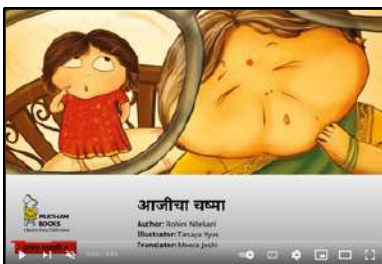 आजीचा चष्मा
Author: Rohini Nilekani
Illustrator: Tanaya Vyas
Translator: Meera Joshi
PRATHAM
BOOKS